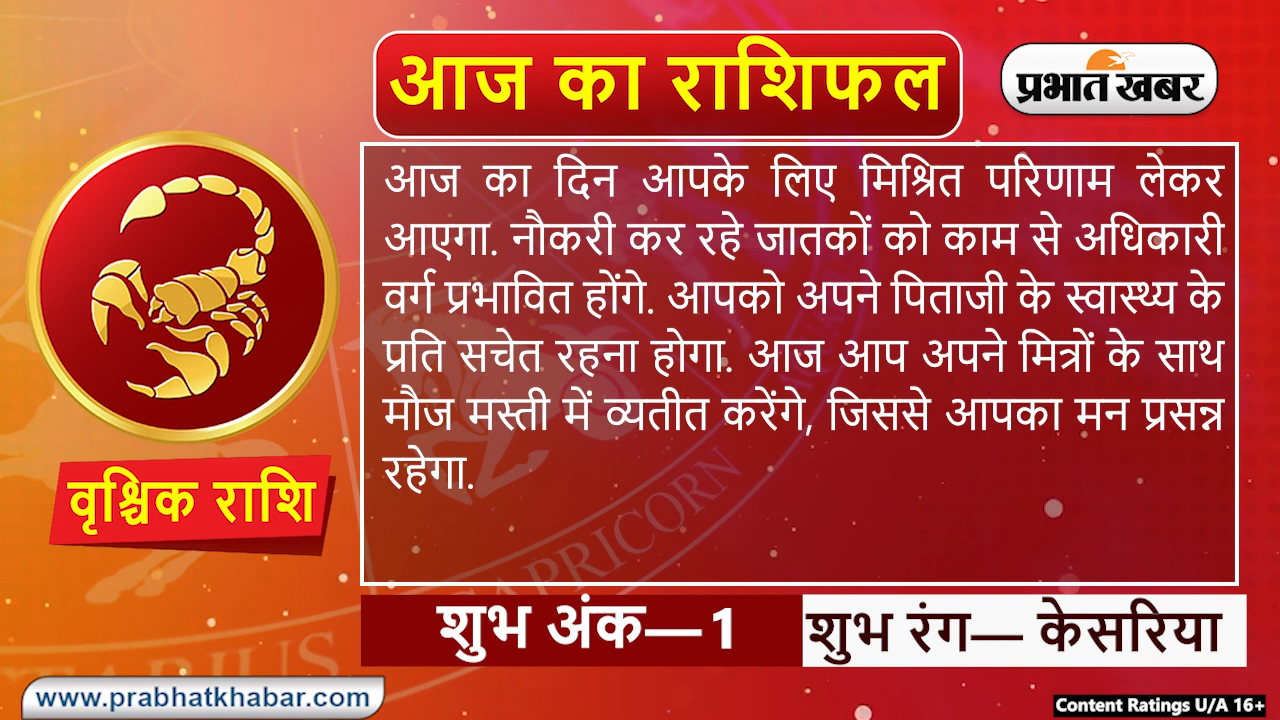 आज का राशिफल
प्रभात खबर
आज का दिन आपके लिए मिश्रित परिणाम लेकर
आएगा. नौकरी कर रहे जातकों को काम से अधिकारी
वर्ग प्रभावित होंगे. आपको अपने पिताजी के स्वास्थ्य के
प्रति सचेत रहना होगा. आज आप अपने मित्रों के साथ
मौज मस्ती में व्यतीत करेंगे, जिससे आपका मन प्रसन्न
रहेगा.
वृश्चिक राशि
CAPRICORN
शुभ अंक—1
शुभ रंग— केसरिया
www.prabhatkhabar.com
Content Ratings U/A 16+